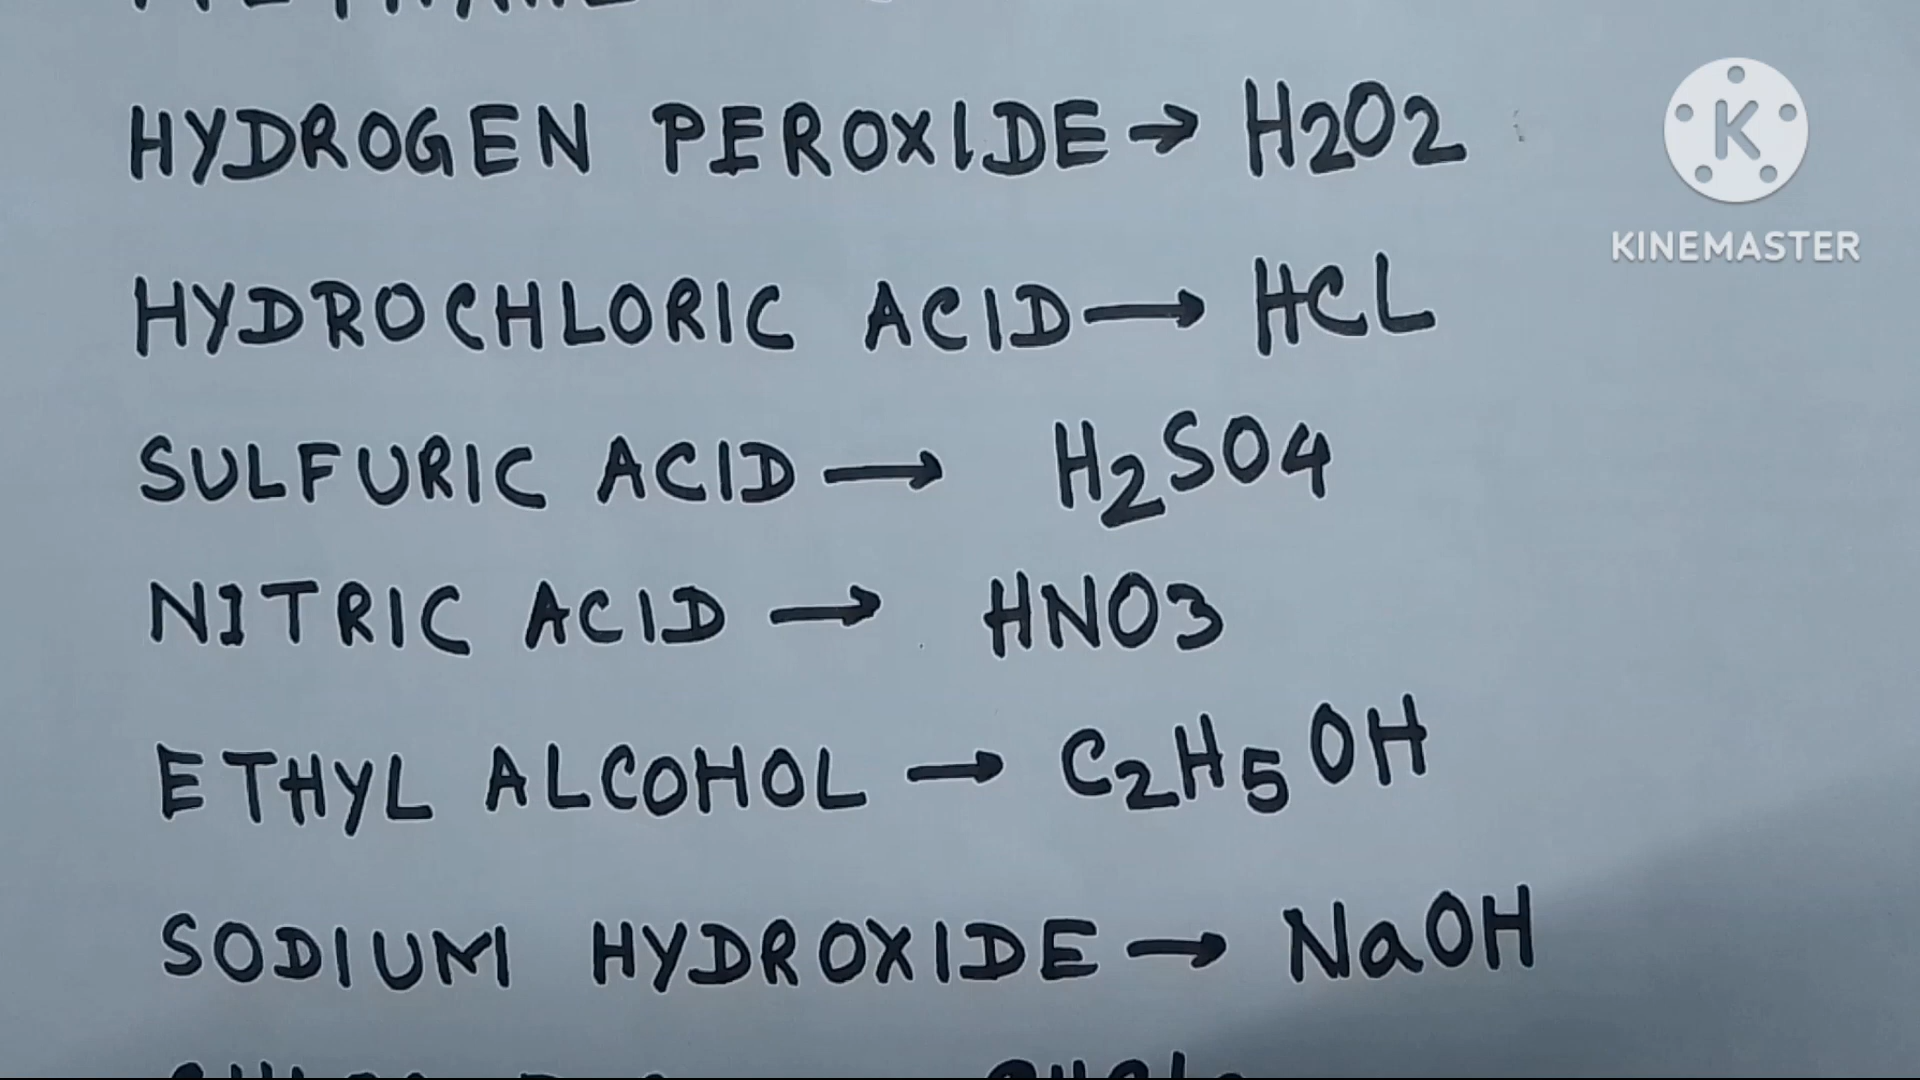 HYDROGEN PEROXIDE → H2O2
HYDROCHLORIC ACID → HCL
SULFURIC ACID → H2SO4
NITRIC ACID → HNO3
ETHYL ALCOHOL → C2H5OH
SODIUM HYDROXIDE → NaOH
K
KINEMASTER